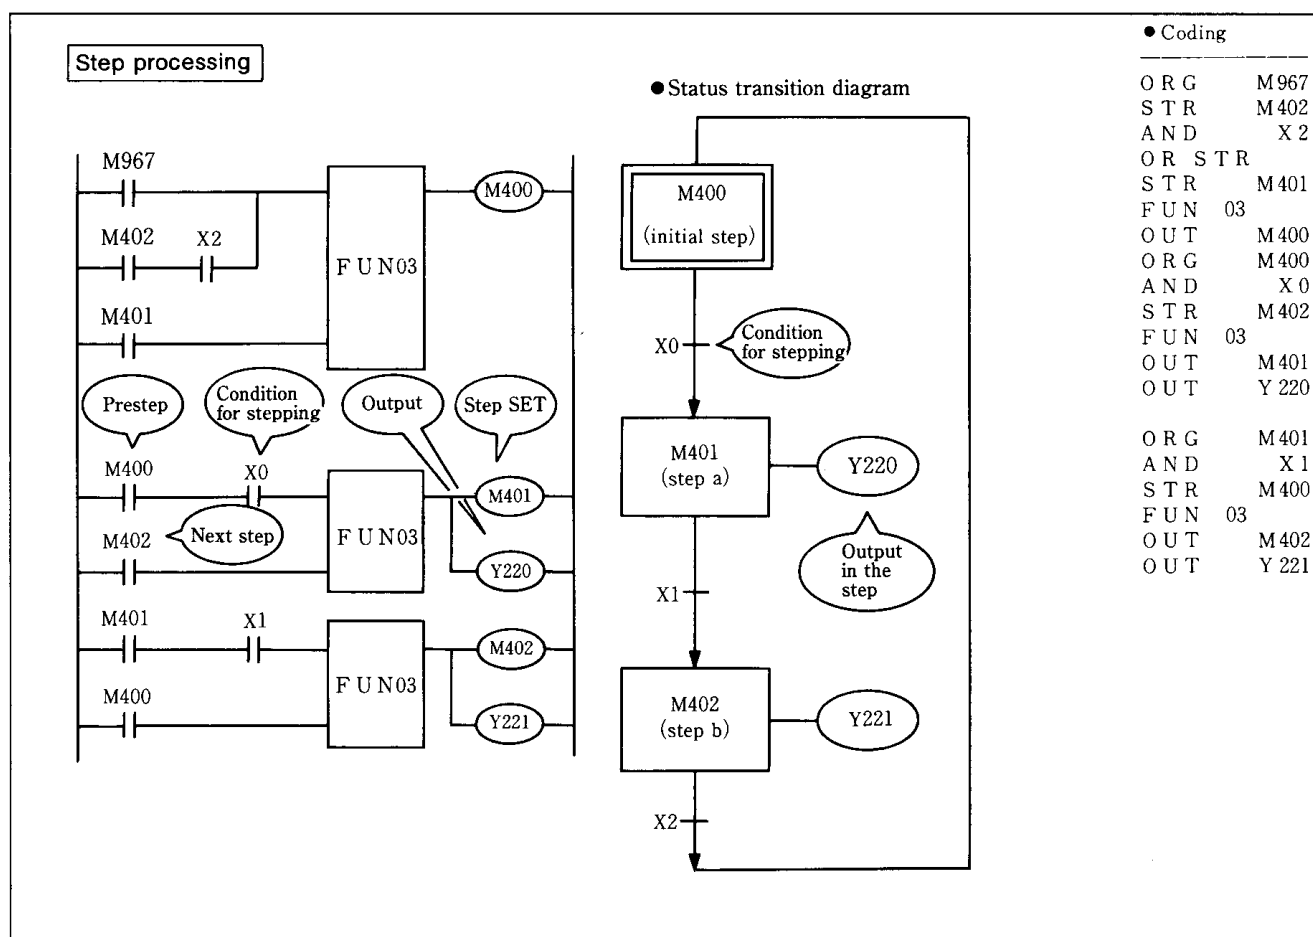 Step processing
M967
M400
M402 X2
F U N03
M401
Prestep
Condition
for stepping
Output
Step SET
M400 X0
M401
Next step
M402
F U N03
Y220
M401 X1
M402
F U N03
M400
Y221
● Status transition diagram
M400
(initial step)
X0
Condition
for stepping
M401
(step a)
Y220
Output
in the
step
X1
M402
(step b)
Y221
X2
● Coding
ORG M967
STR M402
AND X2
OR STR
STR M401
FUN 03
OUT M400
ORG M400
AND X0
STR M402
FUN 03
OUT M401
OUT Y220
ORG M401
AND X1
STR M400
FUN 03
OUT M402
OUT Y221